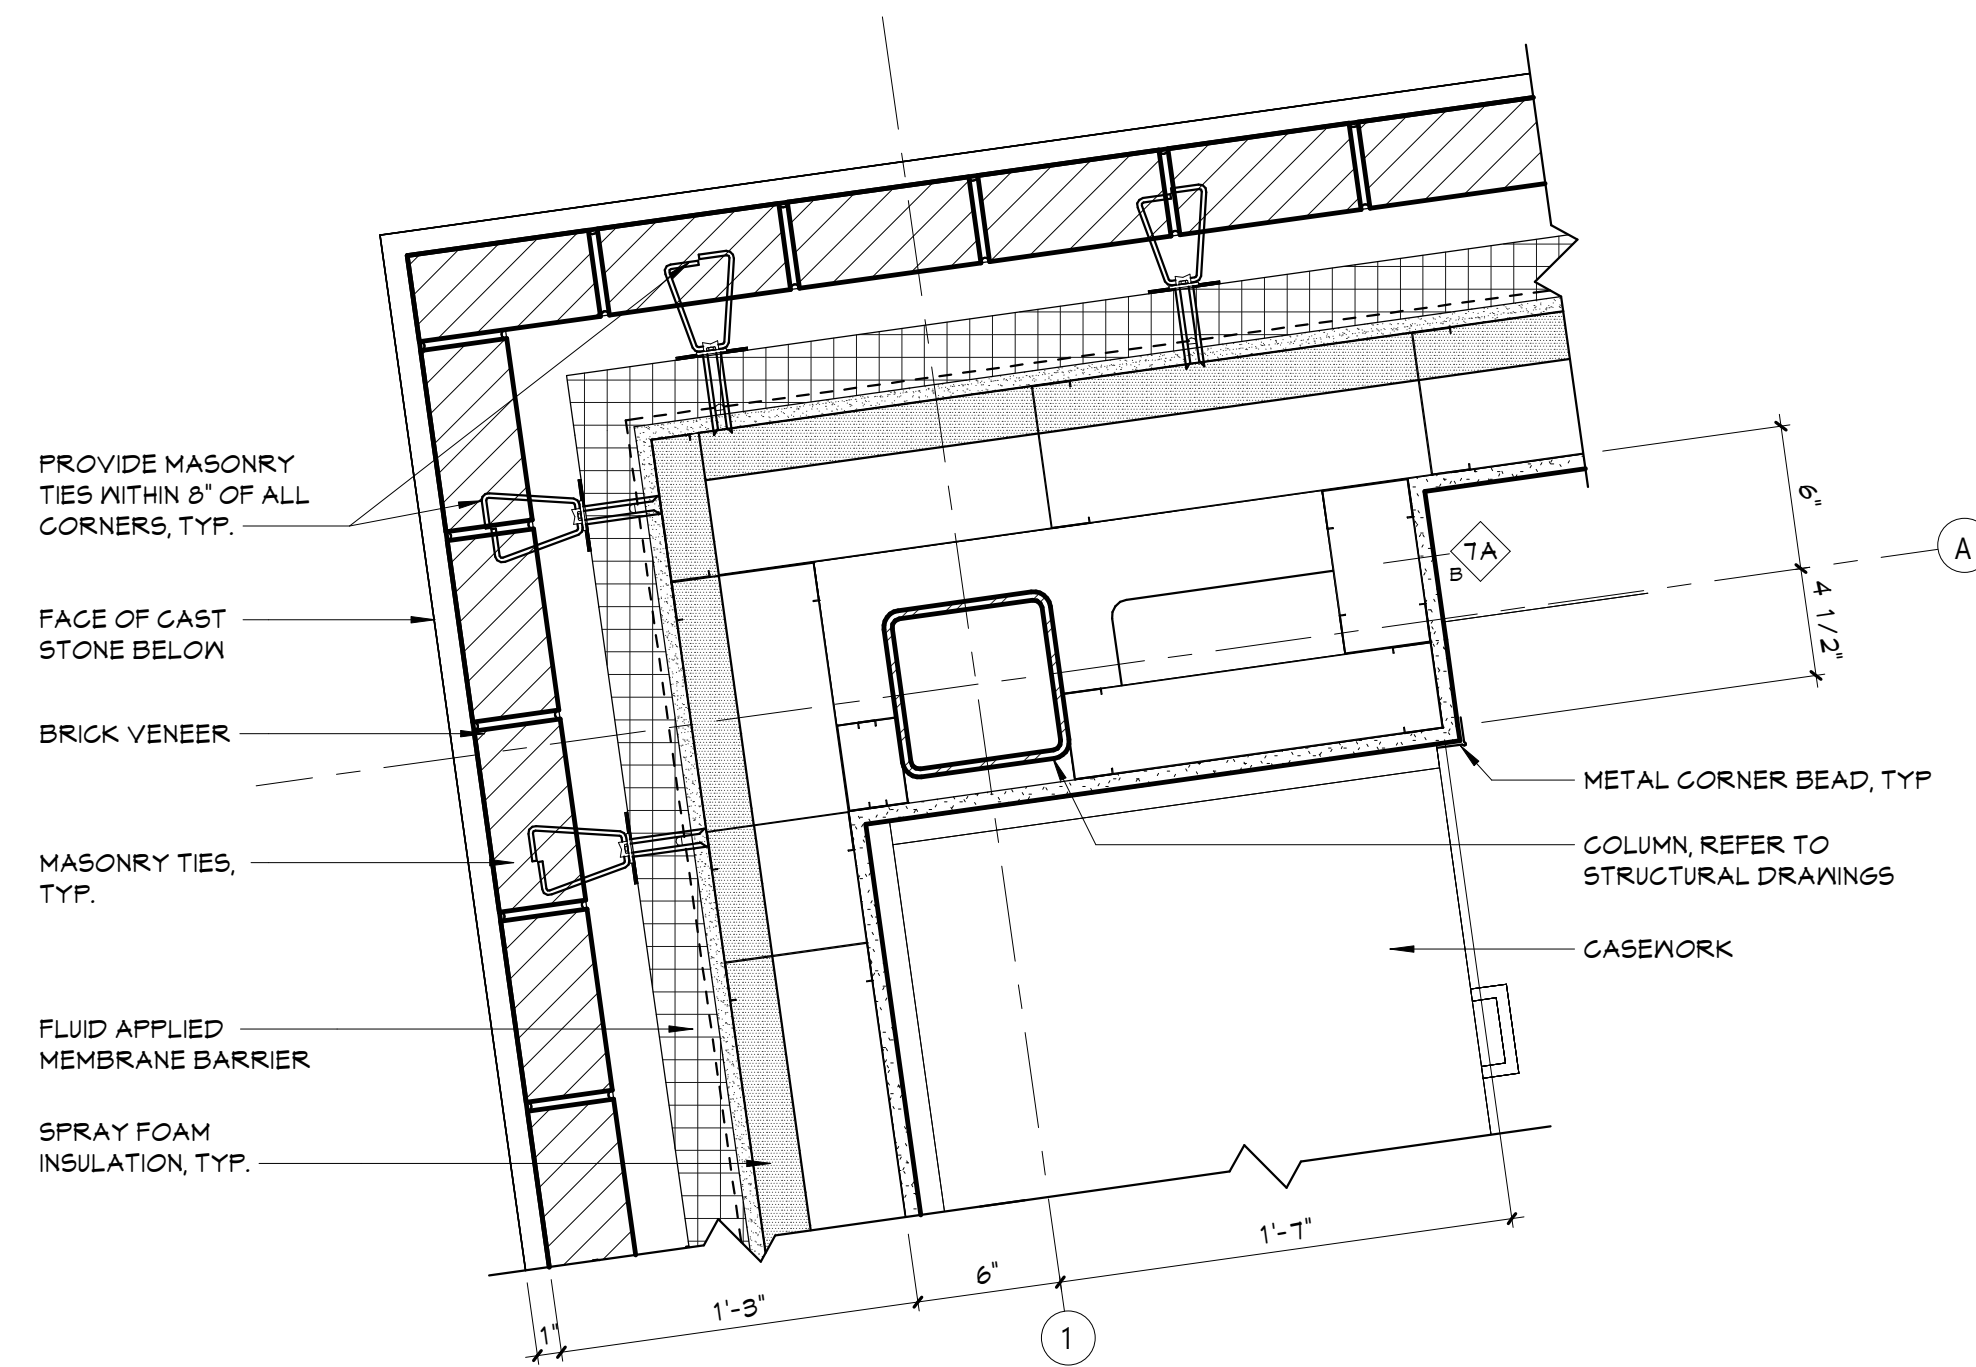 PROVIDE MASONRY
TIES WITHIN 8" OF ALL
CORNERS, TYP.
FACE OF CAST
STONE BELOW
BRICK VENEER
MASONRY TIES,
TYP.
FLUID APPLIED
MEMBRANE BARRIER
SPRAY FOAM
INSULATION, TYP.
6"
A
7A
B
4 1/2"
METAL CORNER BEAD, TYP
COLUMN, REFER TO
STRUCTURAL DRAWINGS
CASEWORK
1'-7"
6"
1'-3"
1"
1